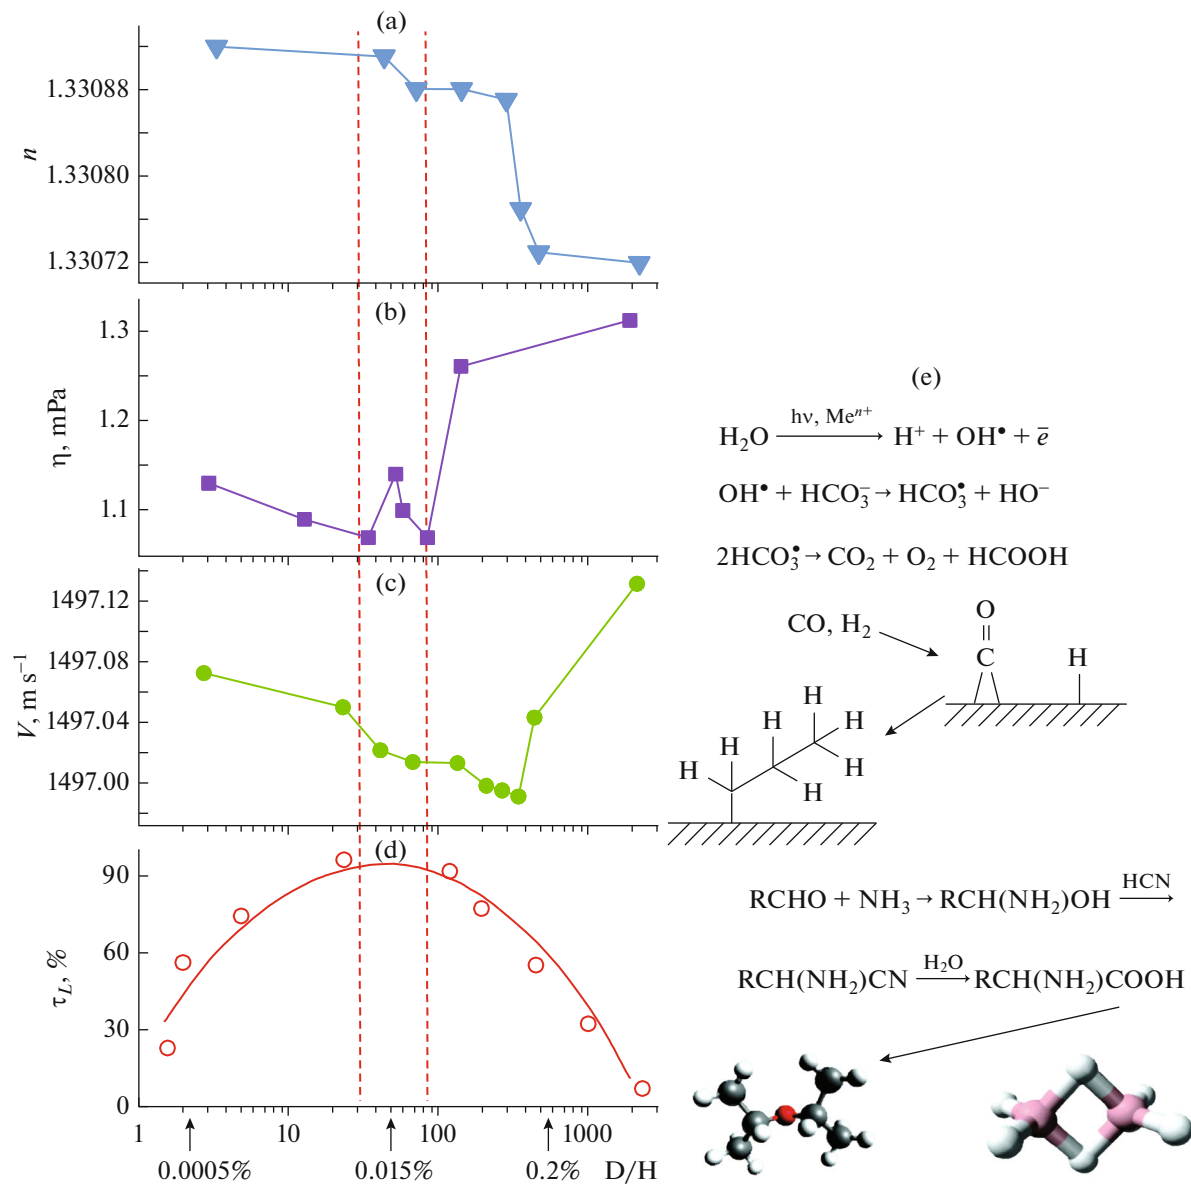 (a)
1.33088
1.33080
1.33072
n
(b)
1.3
1.2
1.1
η, mPa
(c)
1497.12
1497.08
1497.04
1497.00
V, m s⁻¹
(d)
90
60
30
0
τ_L, %
1 10 100 1000
0.0005% 0.015% 0.2% D/H
(e)
hν, Meⁿ⁺
H₂O → H⁺ + OH• + e̅
OH• + HCO₃⁻ → HCO₃• + HO⁻
2HCO₃• → CO₂ + O₂ + HCOOH
CO, H₂
O
C H
H H H
H H
H H H
HCN
RCHO + NH₃ → RCH(NH₂)OH →
H₂O
RCH(NH₂)CN → RCH(NH₂)COOH